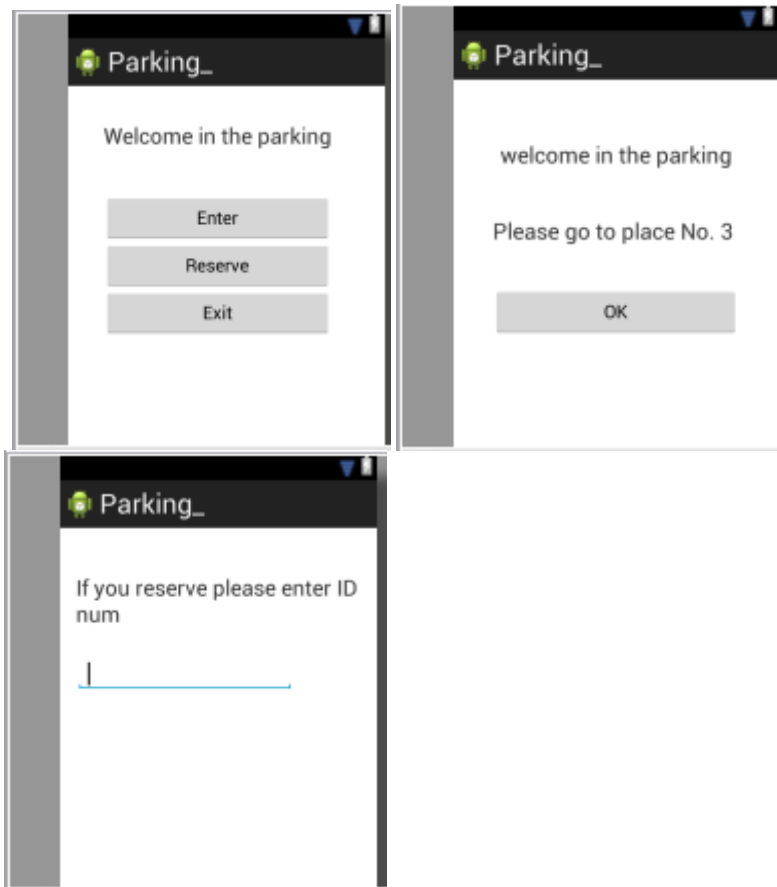 Parking_
Welcome in the parking
Enter
Reserve
Exit
Parking_
welcome in the parking
Please go to place No. 3
OK
Parking_
If you reserve please enter ID
num